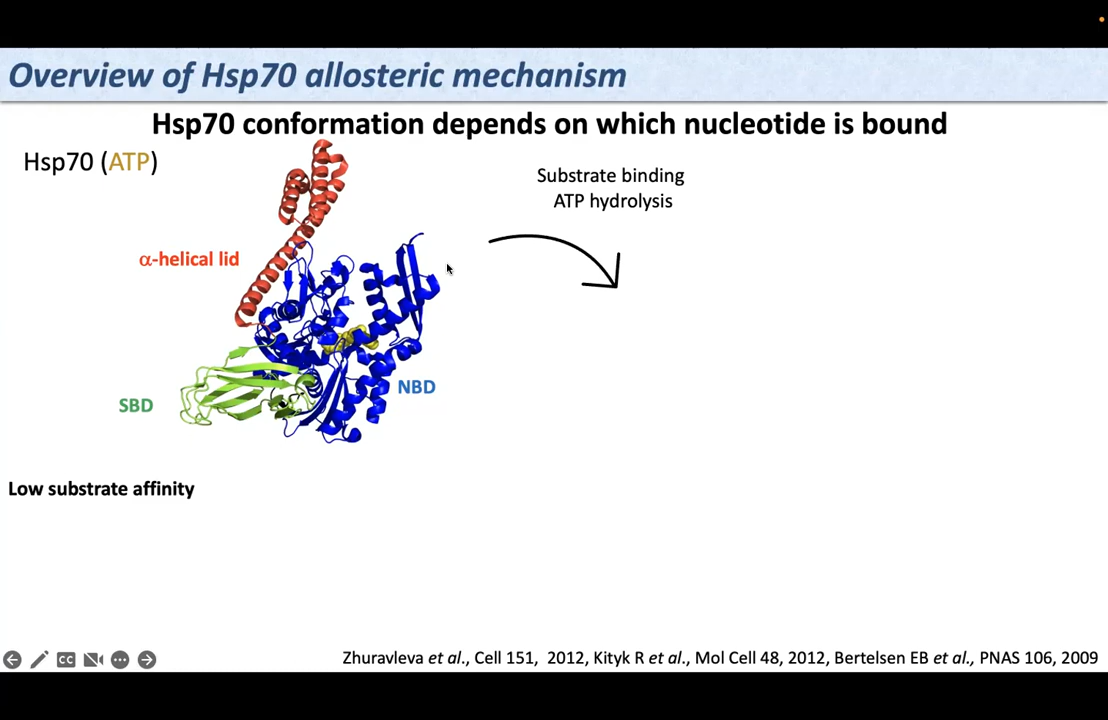 Overview of Hsp70 allosteric mechanism
Hsp70 conformation depends on which nucleotide is bound
Hsp70 (ATP)
Substrate binding
ATP hydrolysis
α-helical lid
NBD
SBD
Low substrate affinity
CC
Zhuravleva et al., Cell 151, 2012, Kityk R et al., Mol Cell 48, 2012, Bertelsen EB et al., PNAS 106, 2009